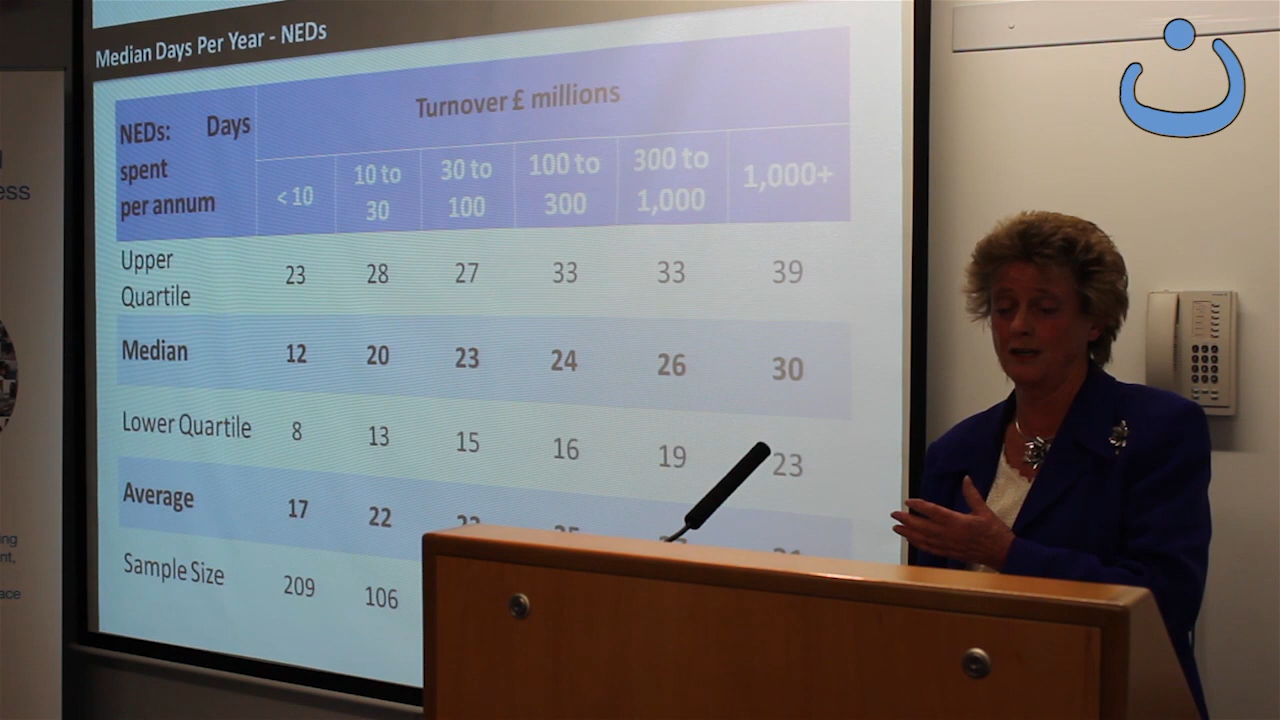 Median Days Per Year - NEDs
NEDs: Days
spent
per annum
Turnover £ millions
< 10
10 to
30
30 to
100
100 to
300
300 to
1,000
1,000+
Upper
Quartile
23 28 27 33 33 39
Median 12 20 23 24 26 30
Lower Quartile 8 13 15 16 19 23
Average 17 22
Sample Size 209 106